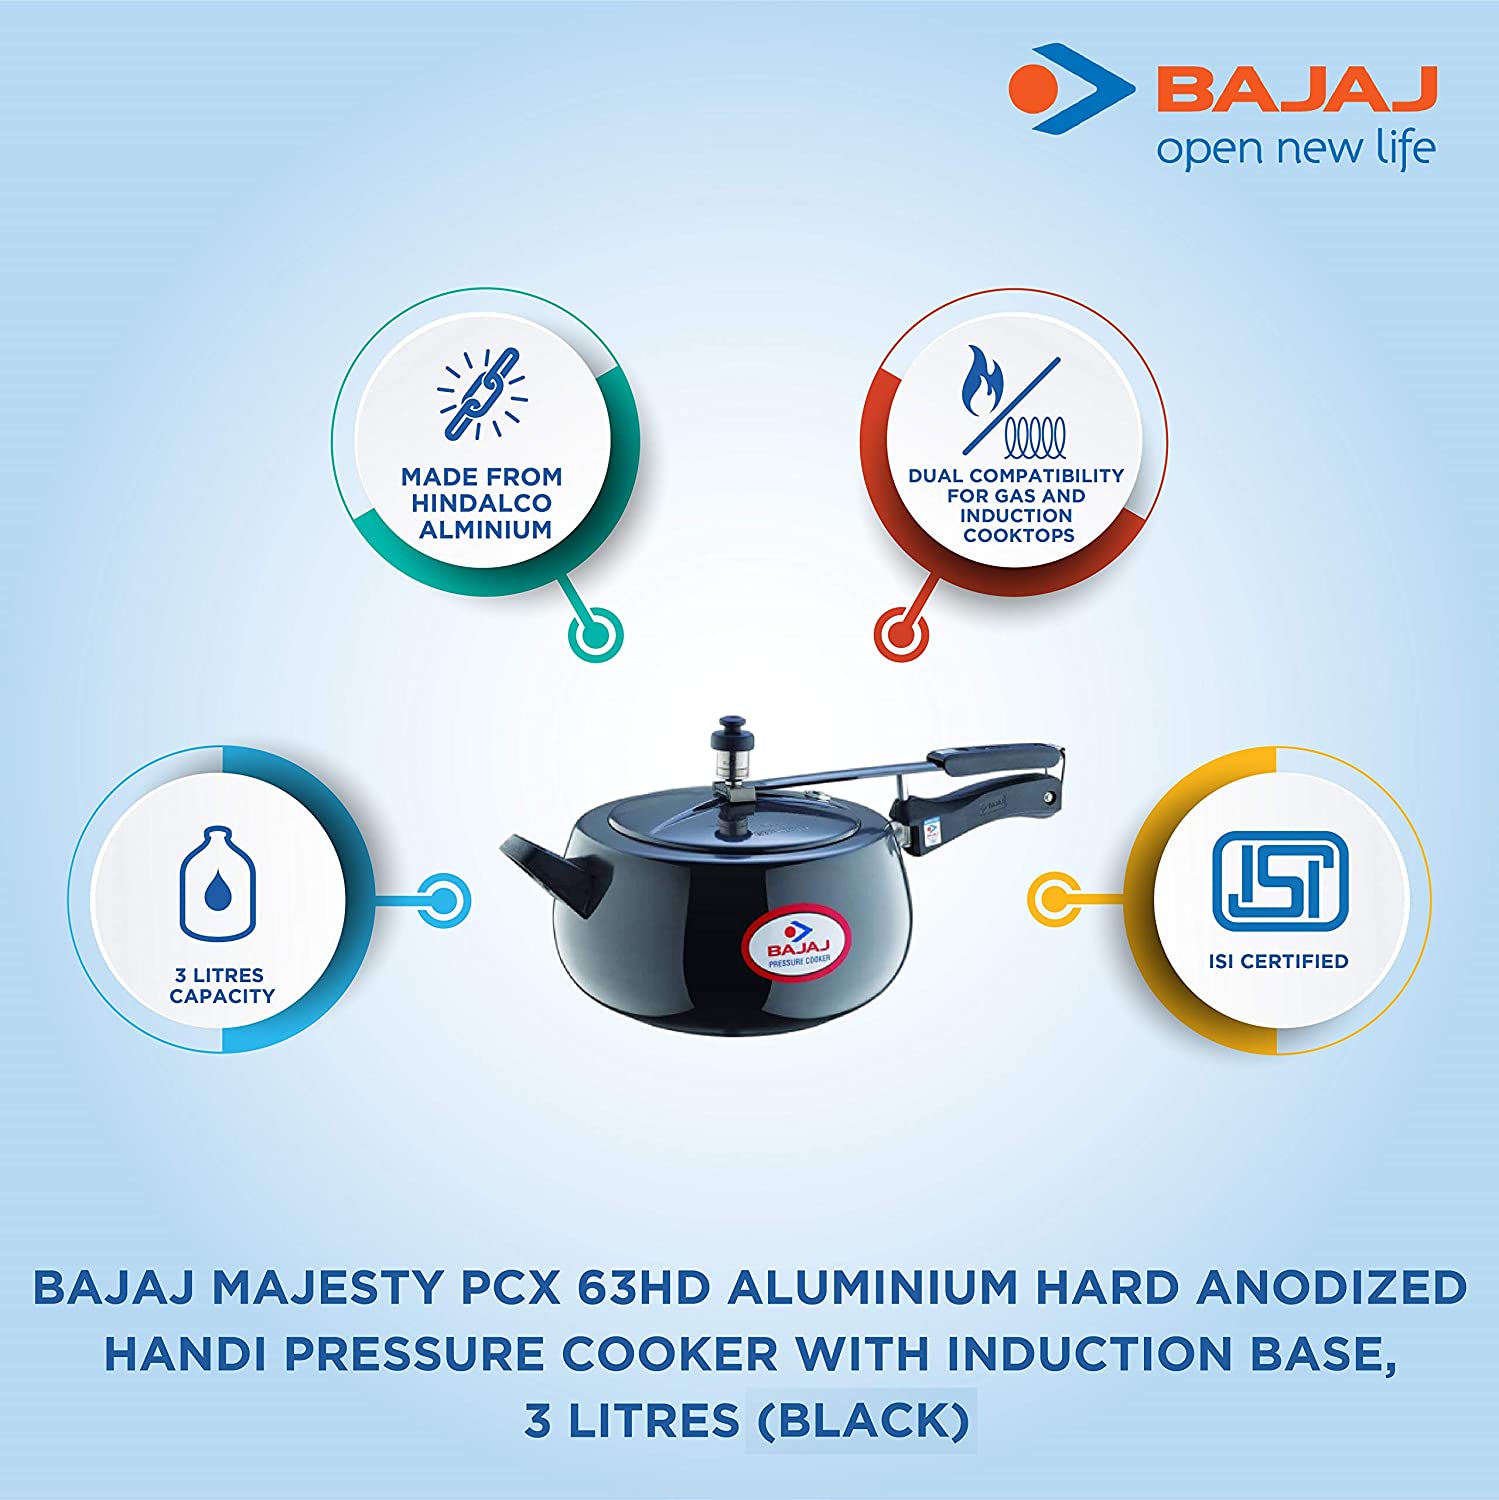 BAJAJ
open new life
MADE FROM
HINDALCO
ALMINIUM
DUAL COMPATIBILITY
FOR GAS AND
INDUCTION
COOKTOPS
3 LITRES
CAPACITY
BAJAJ
BAJAJ
PRESSURE COOKER
ISI
ISI CERTIFIED
BAJAJ MAJESTY PCX 63HD ALUMINIUM HARD ANODIZED
HANDI PRESSURE COOKER WITH INDUCTION BASE,
3 LITRES (BLACK)